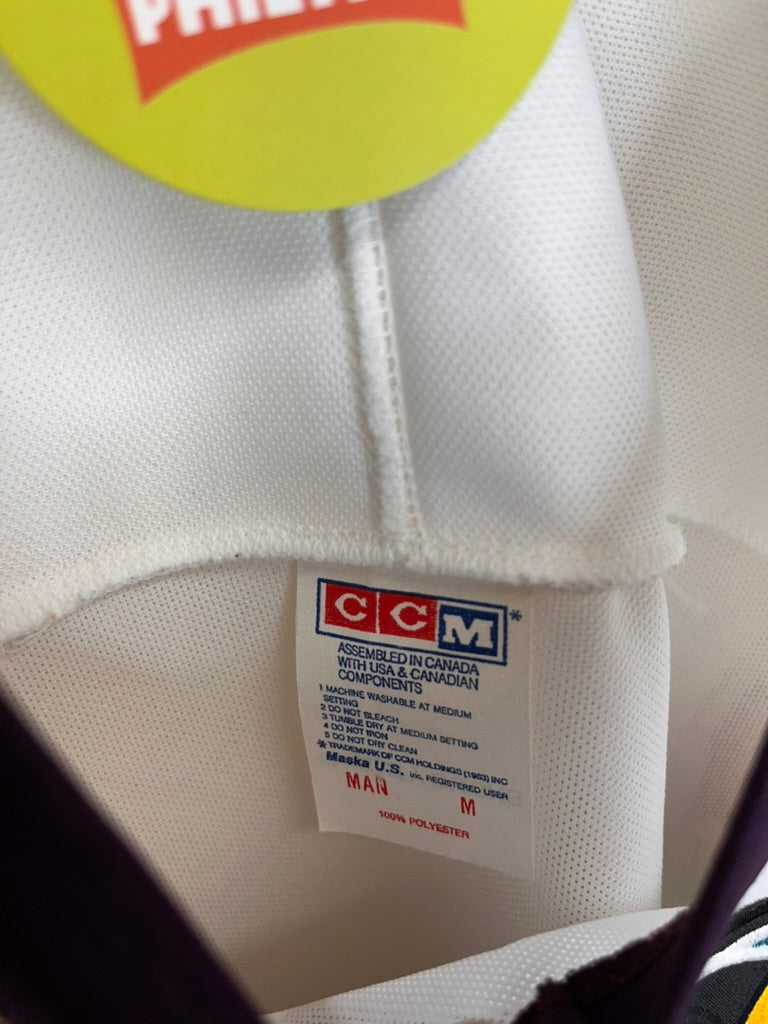 CCM*
ASSEMBLED IN CANADA
WITH USA & CANADIAN
COMPONENTS
1 MACHINE WASHABLE AT MEDIUM
SETTING
2 DO NOT BLEACH
3 TUMBLE DRY AT MEDIUM SETTING
4 DO NOT IRON
5 DO NOT DRY CLEAN
* TRADEMARK OF CCM HOLDINGS (1983) INC
Maska U.S. Inc. REGISTERED USER
MAN M
100% POLYESTER